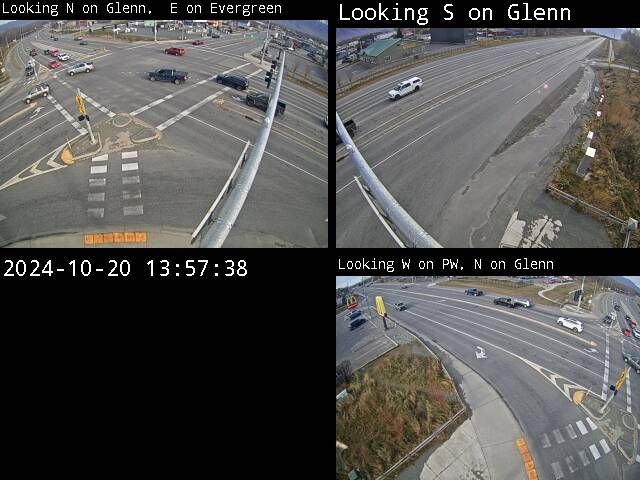 Looking N on Glenn,  E on Evergreen
Looking S on Glenn
2024-10-20 13:57:38
Looking W on PW, N on Glenn